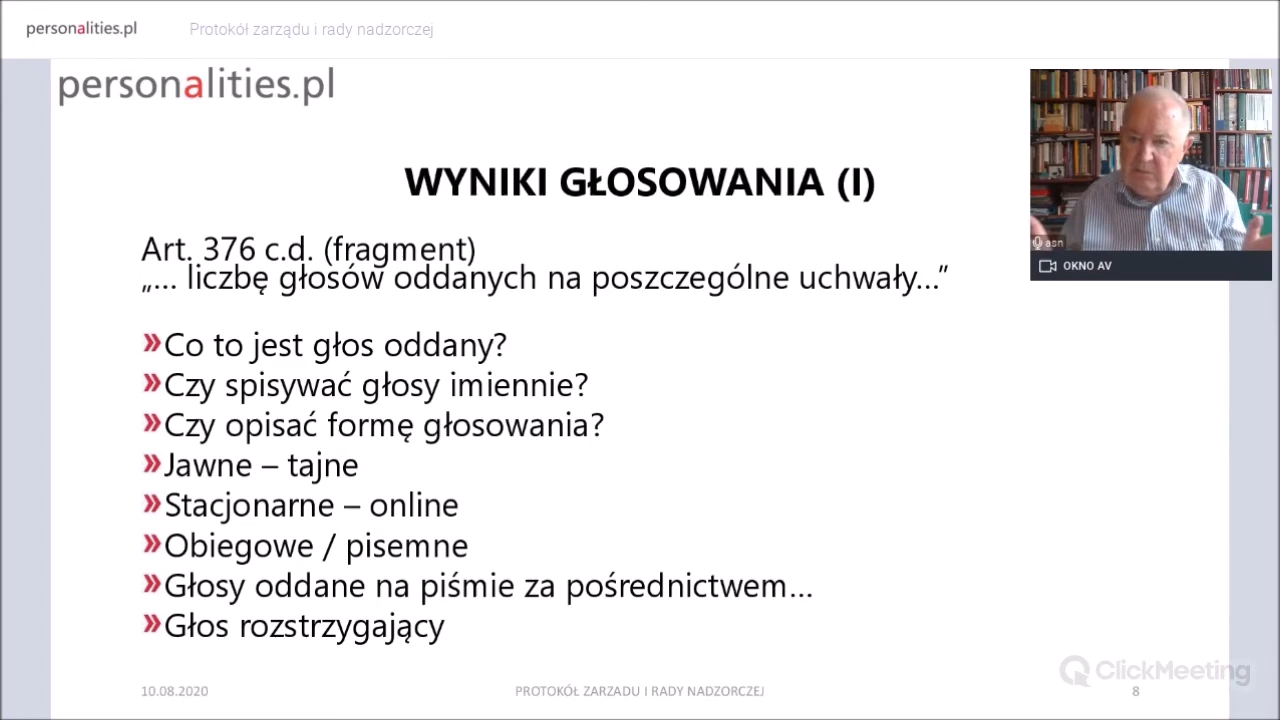 personalities.pl
Protokół zarządu i rady nadzorczej
personalities.pl
WYNIKI GŁOSOWANIA (I)
Art. 376 c.d. (fragment)
„... liczbę głosów oddanych na poszczególne uchwały...”
»Co to jest głos oddany?
»Czy spisywać głosy imiennie?
»Czy opisać formę głosowania?
»Jawne – tajne
»Stacjonarne – online
»Obiegowe / pisemne
»Głosy oddane na piśmie za pośrednictwem...
»Głos rozstrzygający
asn
OKNO AV
ClickMeeting
10.08.2020
PROTOKÓŁ ZARZADU I RADY NADZORCZEJ
8